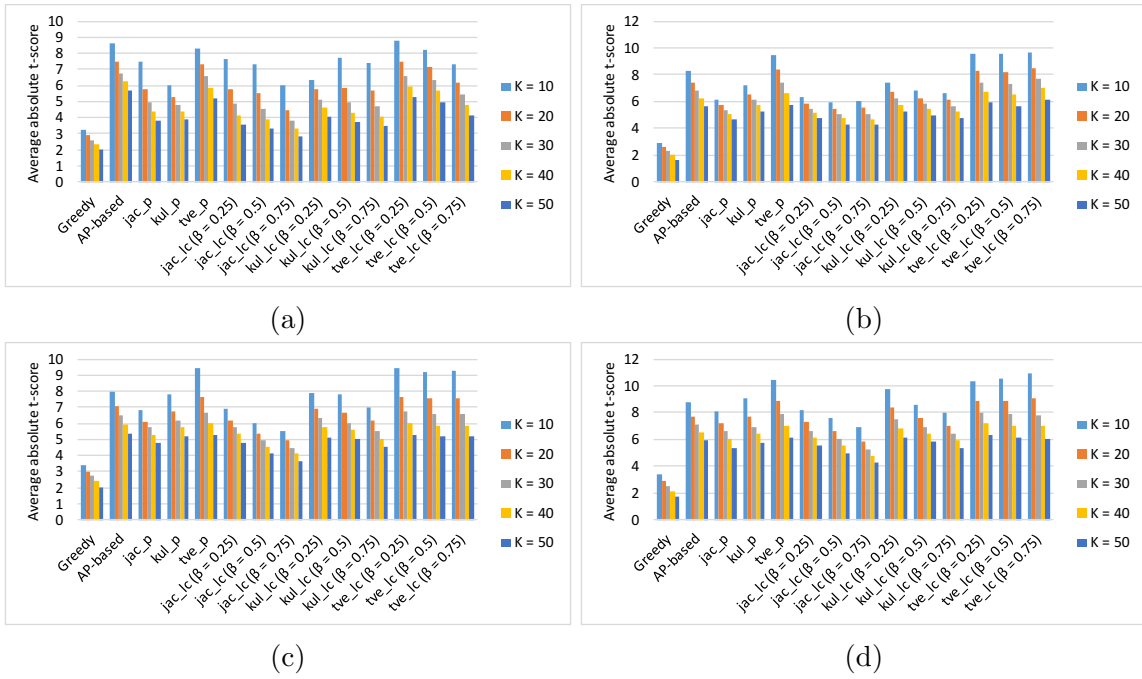 Average absolute t-score
10
9
8
7
6
5
4
3
2
1
0
Greedy
AP-based
jac_p
kul_p
tve_p
jac_lc (β = 0.25)
jac_lc (β = 0.5)
jac_lc (β = 0.75)
kul_lc (β = 0.25)
kul_lc (β = 0.5)
kul_lc (β = 0.75)
tve_lc (β = 0.25)
tve_lc (β = 0.5)
tve_lc (β = 0.75)
K = 10
K = 20
K = 30
K = 40
K = 50
(a)
Average absolute t-score
12
10
8
6
4
2
0
Greedy
AP-based
jac_p
kul_p
tve_p
jac_lc (β = 0.25)
jac_lc (β = 0.5)
jac_lc (β = 0.75)
kul_lc (β = 0.25)
kul_lc (β = 0.5)
kul_lc (β = 0.75)
tve_lc (β = 0.25)
tve_lc (β = 0.5)
tve_lc (β = 0.75)
K = 10
K = 20
K = 30
K = 40
K = 50
(b)
Average absolute t-score
10
9
8
7
6
5
4
3
2
1
0
Greedy
AP-based
jac_p
kul_p
tve_p
jac_lc (β = 0.25)
jac_lc (β = 0.5)
jac_lc (β = 0.75)
kul_lc (β = 0.25)
kul_lc (β = 0.5)
kul_lc (β = 0.75)
tve_lc (β = 0.25)
tve_lc (β = 0.5)
tve_lc (β = 0.75)
K = 10
K = 20
K = 30
K = 40
K = 50
(c)
Average absolute t-score
12
10
8
6
4
2
0
Greedy
AP-based
jac_p
kul_p
tve_p
jac_lc (β = 0.25)
jac_lc (β = 0.5)
jac_lc (β = 0.75)
kul_lc (β = 0.25)
kul_lc (β = 0.5)
kul_lc (β = 0.75)
tve_lc (β = 0.25)
tve_lc (β = 0.5)
tve_lc (β = 0.75)
K = 10
K = 20
K = 30
K = 40
K = 50
(d)